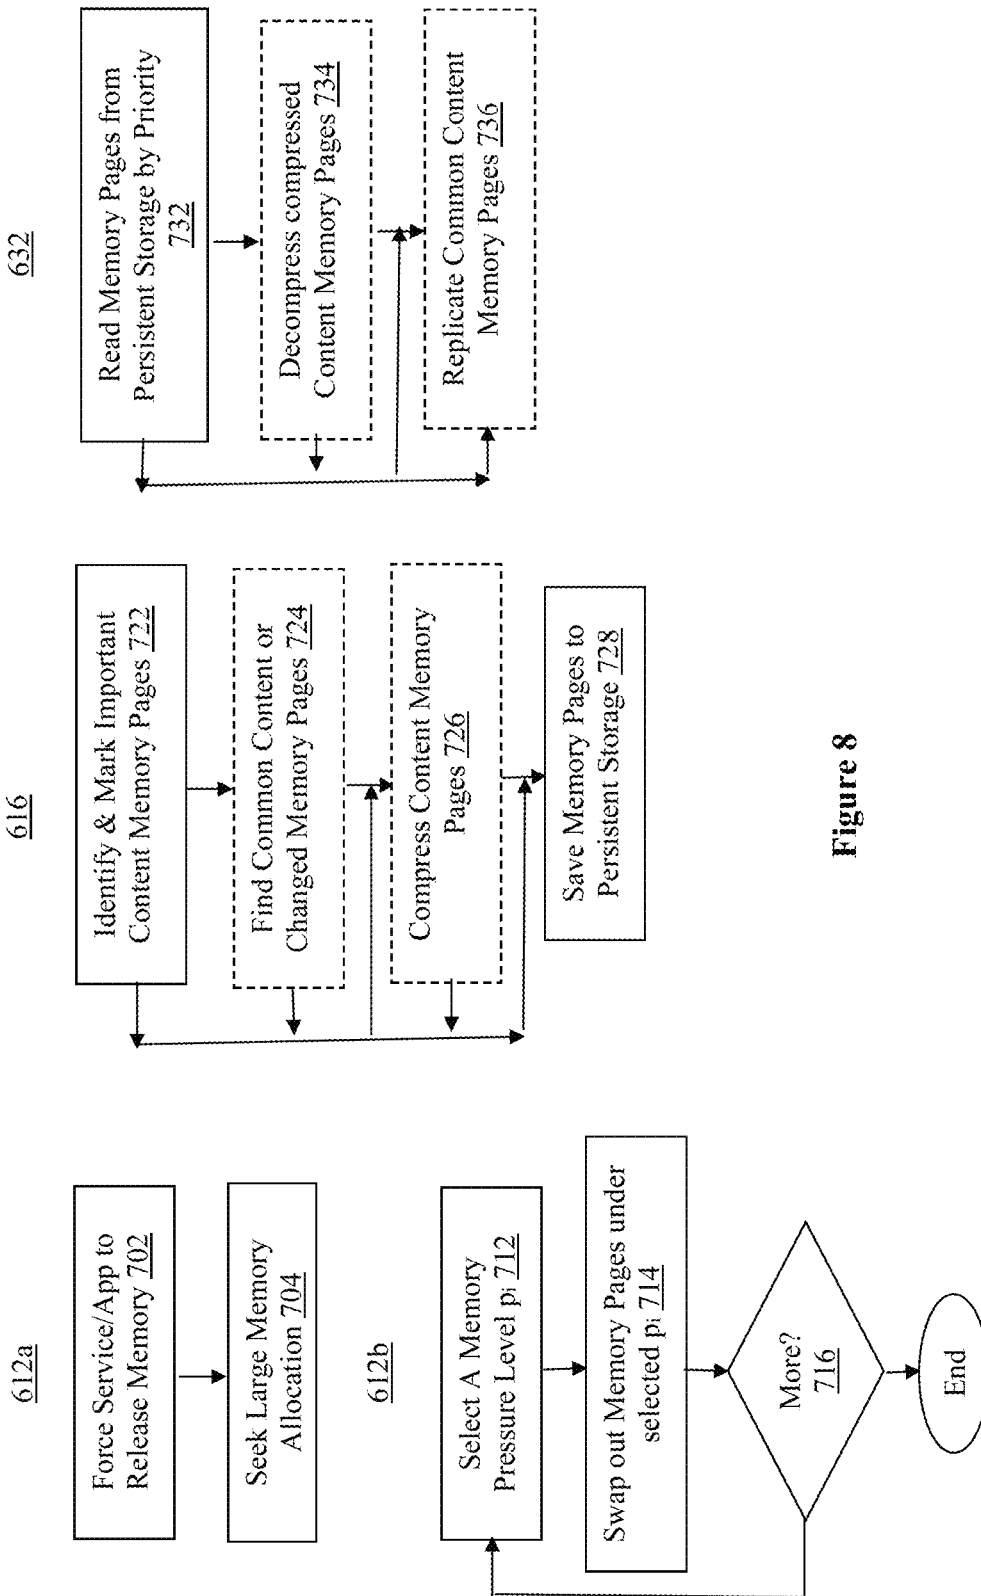 612a
Force Service/App to
Release Memory 702
Seek Large Memory
Allocation 704
612b
Select A Memory
Pressure Level pi 712
Swap out Memory Pages under
selected pi 714
More?
716
End
616
Identify & Mark Important
Content Memory Pages 722
Find Common Content or
Changed Memory Pages 724
Compress Content Memory
Pages 726
Save Memory Pages to
Persistent Storage 728
632
Read Memory Pages from
Persistent Storage by Priority
732
Decompress compressed
Content Memory Pages 734
Replicate Common Content
Memory Pages 736
Figure 8